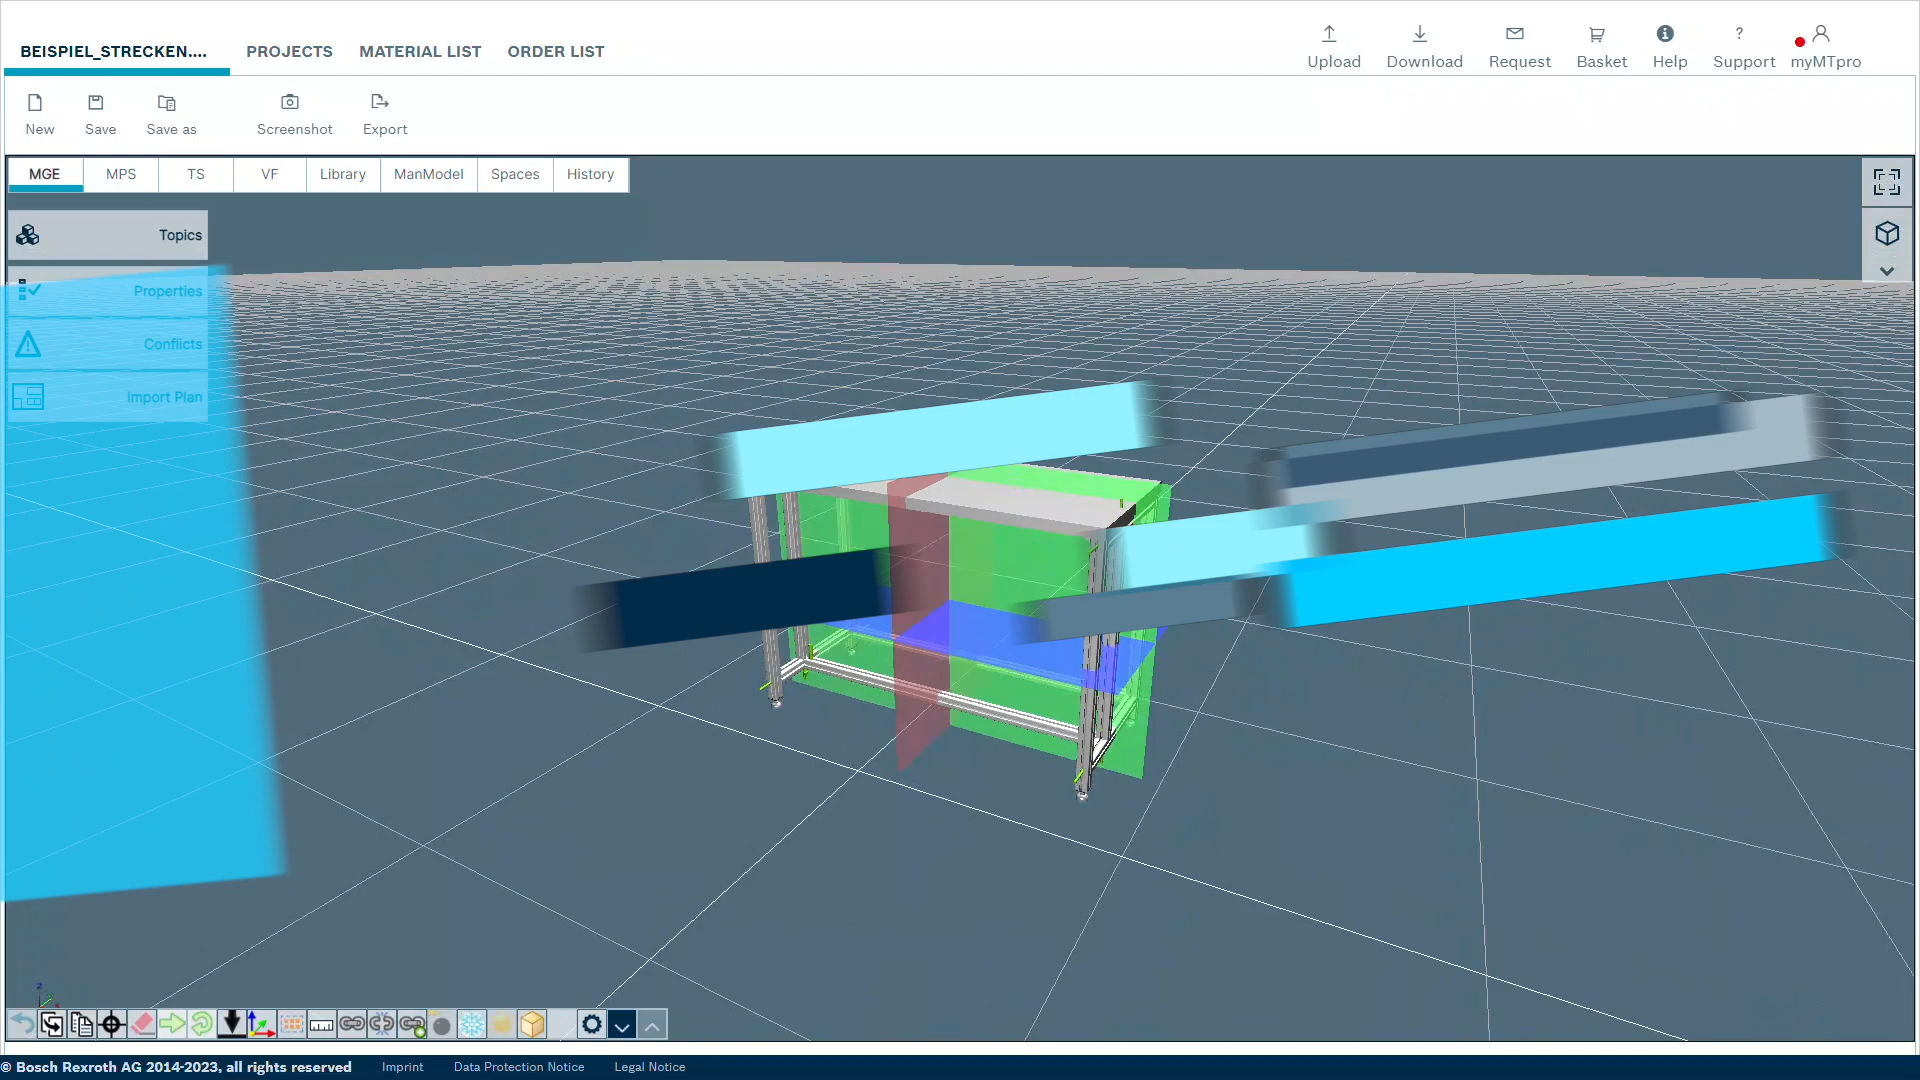 BEISPIEL_STRECKEN....
PROJECTS
MATERIAL LIST
ORDER LIST
Upload
Download
Request
Basket
Help
Support
myMTpro
New
Save
Save as
Screenshot
Export
MGE
MPS
TS
VF
Library
ManModel
Spaces
History
Topics
Properties
Conflicts
Import Plan
© Bosch Rexroth AG 2014-2023, all rights reserved
Imprint
Data Protection Notice
Legal Notice